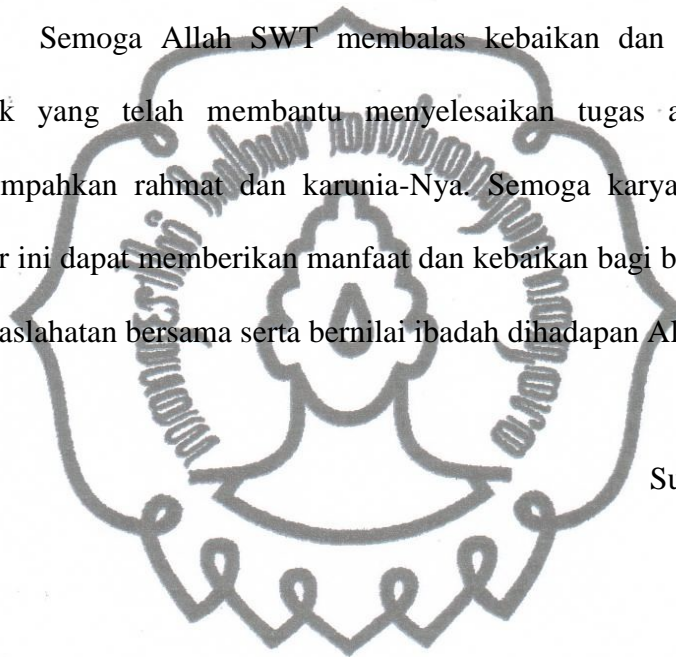 Semoga Allah SWT membalas kebaikan dan
k yang telah membantu menyelesaikan tugas a
mpahkan rahmat dan karunia-Nya. Semoga karya
r ini dapat memberikan manfaat dan kebaikan bagi b
aslahatan bersama serta bernilai ibadah dihadapan Al
Su